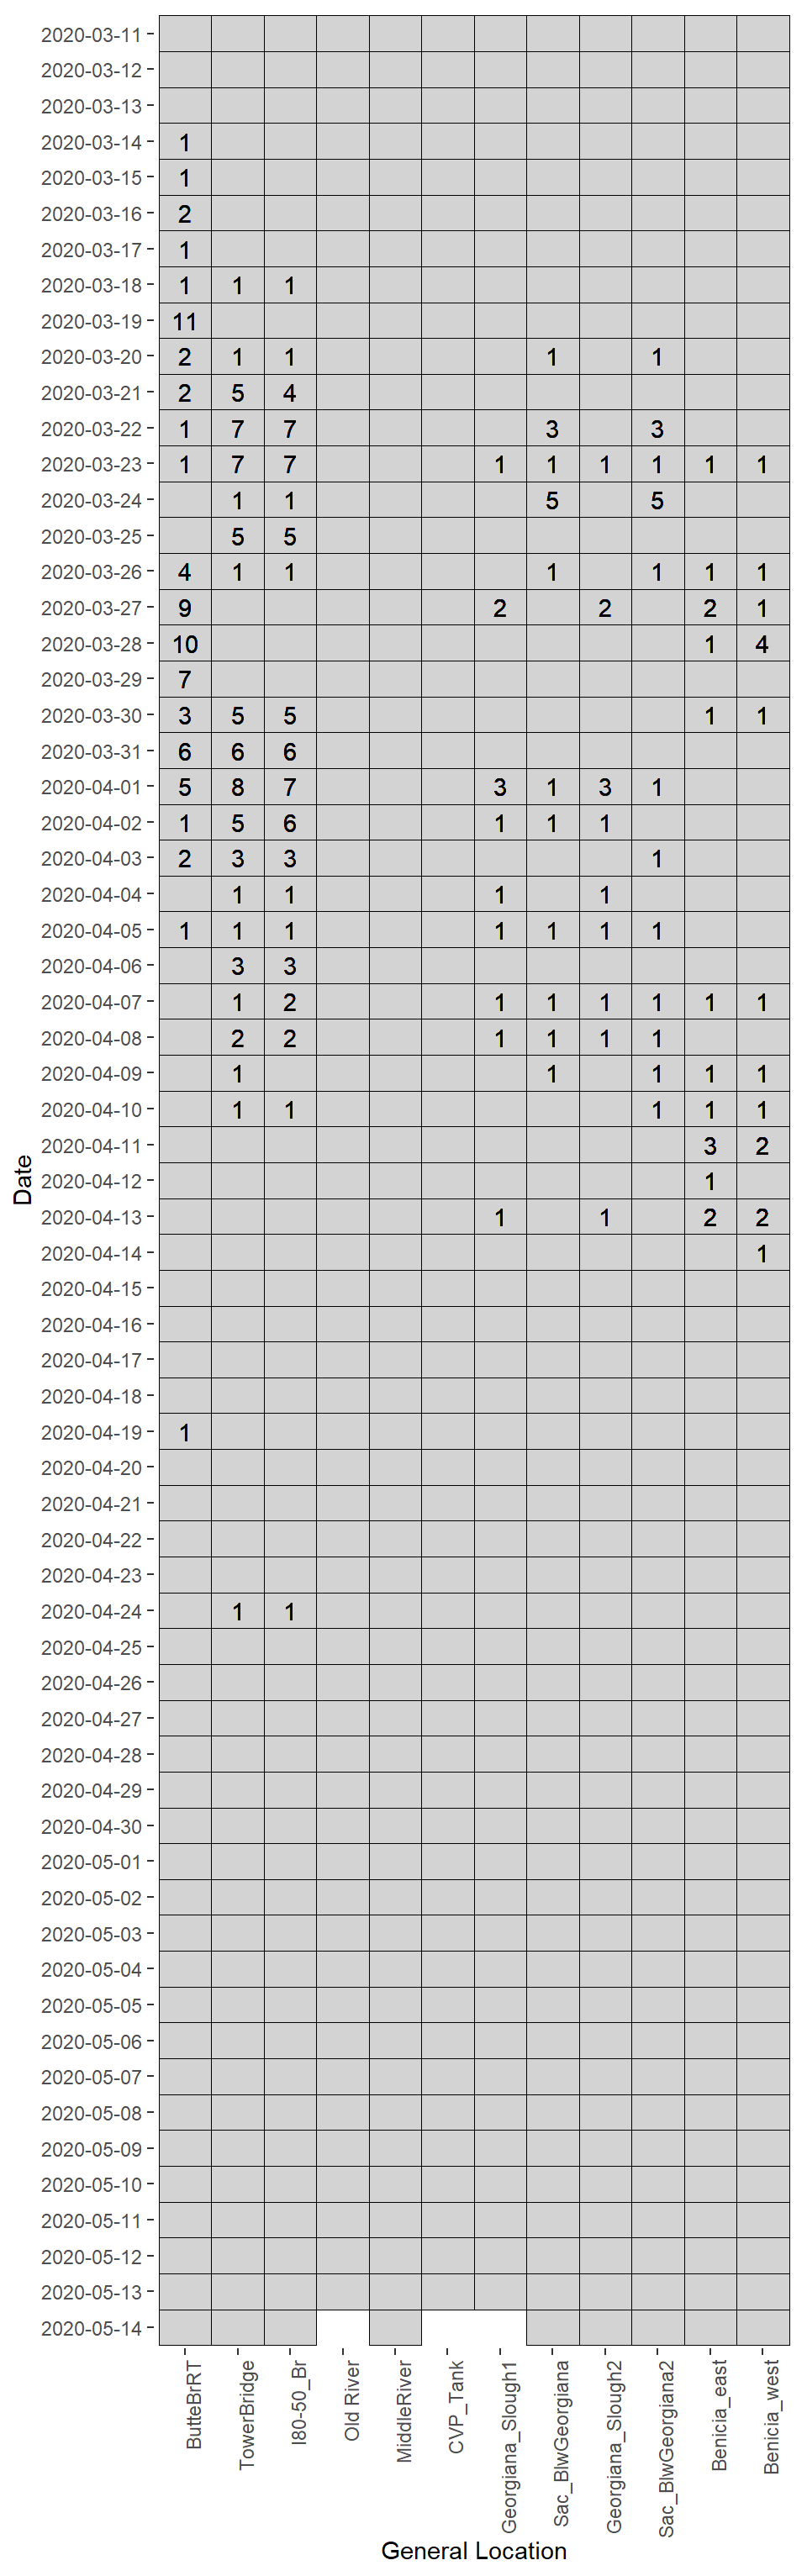 2020-03-11
2020-03-12
2020-03-13
2020-03-14 1
2020-03-15 1
2020-03-16 2
2020-03-17 1
2020-03-18 1 1 1
2020-03-19 11
2020-03-20 2 1 1 1 1
2020-03-21 2 5 4
2020-03-22 1 7 7 3 3
2020-03-23 1 7 7 1 1 1 1 1 1
2020-03-24 1 1 5 5
2020-03-25 5 5
2020-03-26 4 1 1 1 1 1 1
2020-03-27 9 2 2 2 1
2020-03-28 10 1 4
2020-03-29 7
2020-03-30 3 5 5 1 1
2020-03-31 6 6 6
2020-04-01 5 8 7 3 1 3 1
2020-04-02 1 5 6 1 1 1
2020-04-03 2 3 3 1
2020-04-04 1 1 1 1
2020-04-05 1 1 1 1 1 1 1
2020-04-06 3 3
2020-04-07 1 2 1 1 1 1 1 1
2020-04-08 2 2 1 1 1 1
2020-04-09 1 1 1 1 1
2020-04-10 1 1 1 1 1
2020-04-11 3 2
2020-04-12 1
2020-04-13 1 1 2 2
2020-04-14 1
2020-04-15
2020-04-16
2020-04-17
2020-04-18
2020-04-19 1
2020-04-20
2020-04-21
2020-04-22
2020-04-23
2020-04-24 1 1
2020-04-25
2020-04-26
2020-04-27
2020-04-28
2020-04-29
2020-04-30
2020-05-01
2020-05-02
2020-05-03
2020-05-04
2020-05-05
2020-05-06
2020-05-07
2020-05-08
2020-05-09
2020-05-10
2020-05-11
2020-05-12
2020-05-13
2020-05-14
Date
ButteBrRT
TowerBridge
I80-50_Br
Old River
MiddleRiver
CVP_Tank
Georgiana_Slough1
Sac_BlwGeorgiana
Georgiana_Slough2
Sac_BlwGeorgiana2
Benicia_east
Benicia_west
General Location